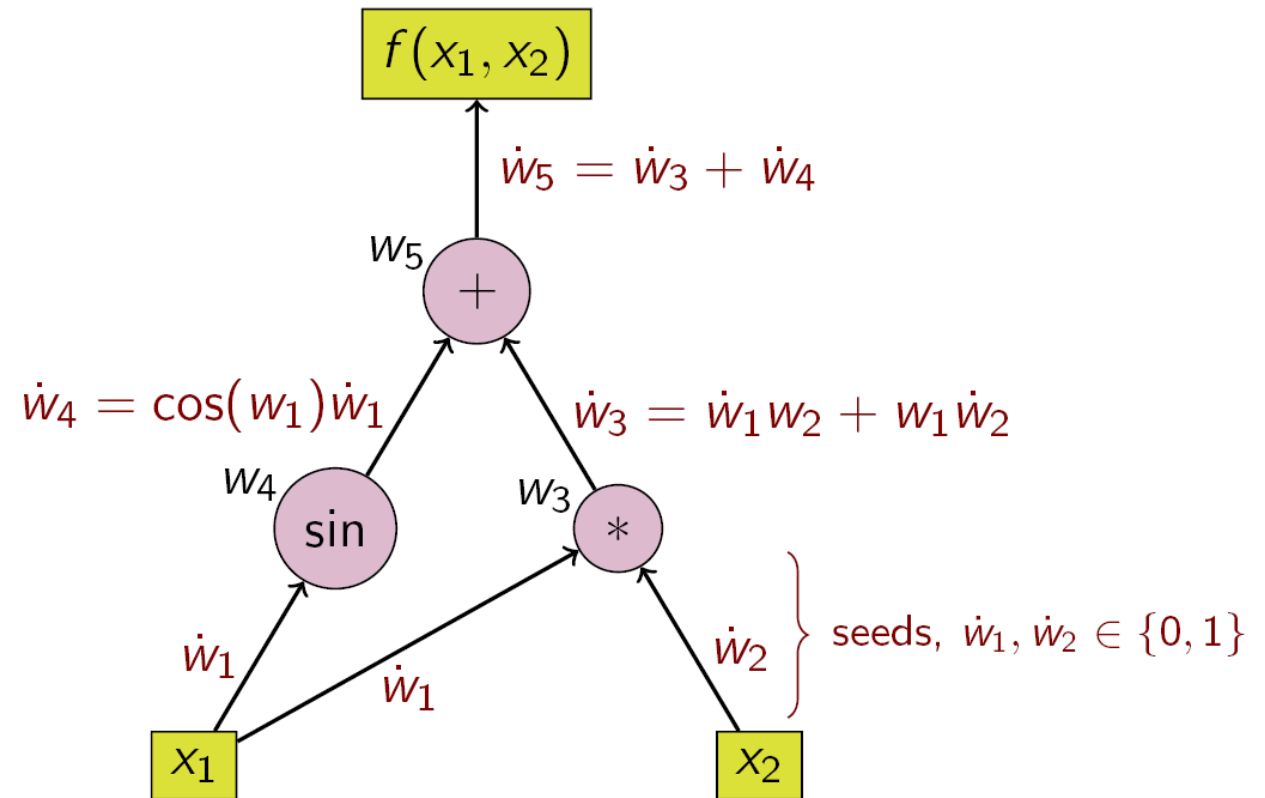 f(x₁, x₂)
ẇ₅ = ẇ₃ + ẇ₄
w₅
+
ẇ₄ = cos(w₁)ẇ₁
ẇ₃ = ẇ₁w₂ + w₁ẇ₂
w₄
sin
w₃
*
ẇ₁
ẇ₁
ẇ₂
seeds, ẇ₁, ẇ₂ ∈ {0, 1}
x₁
x₂